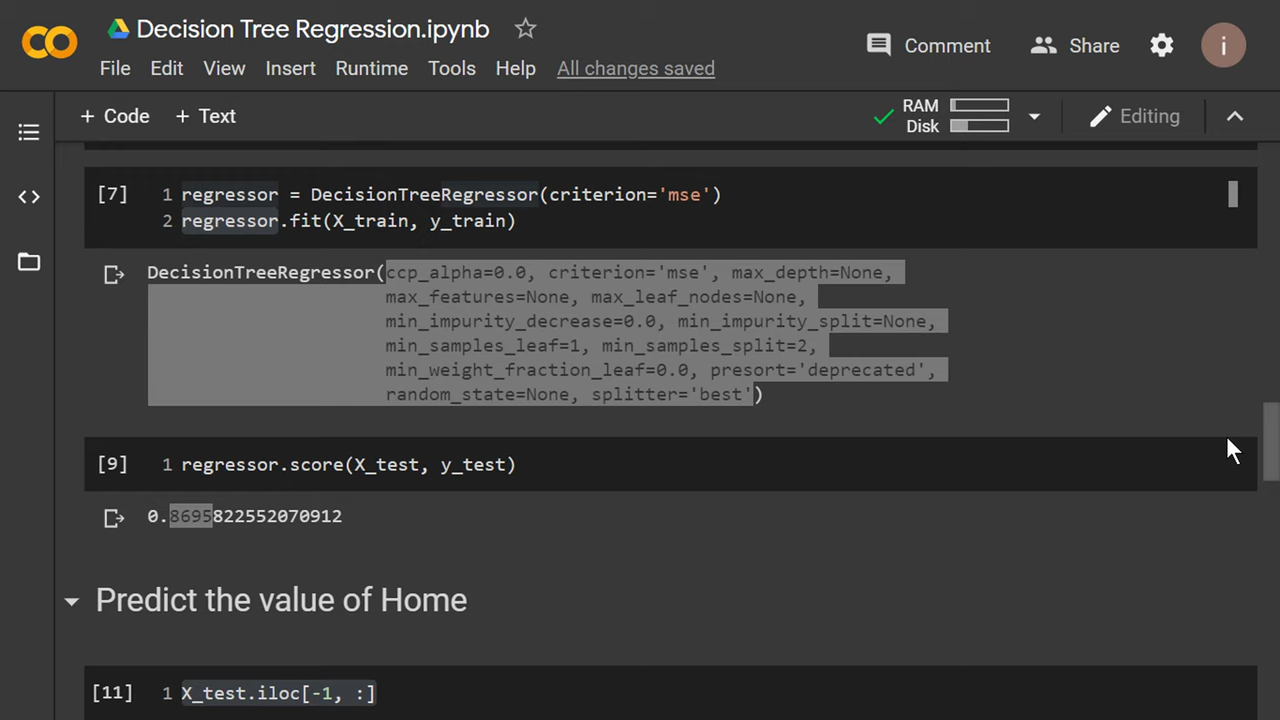 Decision Tree Regression.ipynb
File Edit View Insert Runtime Tools Help All changes saved
Comment Share i
+ Code + Text
RAM
Disk
Editing
[7] 1 regressor = DecisionTreeRegressor(criterion='mse')
2 regressor.fit(X_train, y_train)
DecisionTreeRegressor(ccp_alpha=0.0, criterion='mse', max_depth=None,
max_features=None, max_leaf_nodes=None,
min_impurity_decrease=0.0, min_impurity_split=None,
min_samples_leaf=1, min_samples_split=2,
min_weight_fraction_leaf=0.0, presort='deprecated',
random_state=None, splitter='best')
[9] 1 regressor.score(X_test, y_test)
0.8695822552070912
Predict the value of Home
[11] 1 X_test.iloc[-1, :]